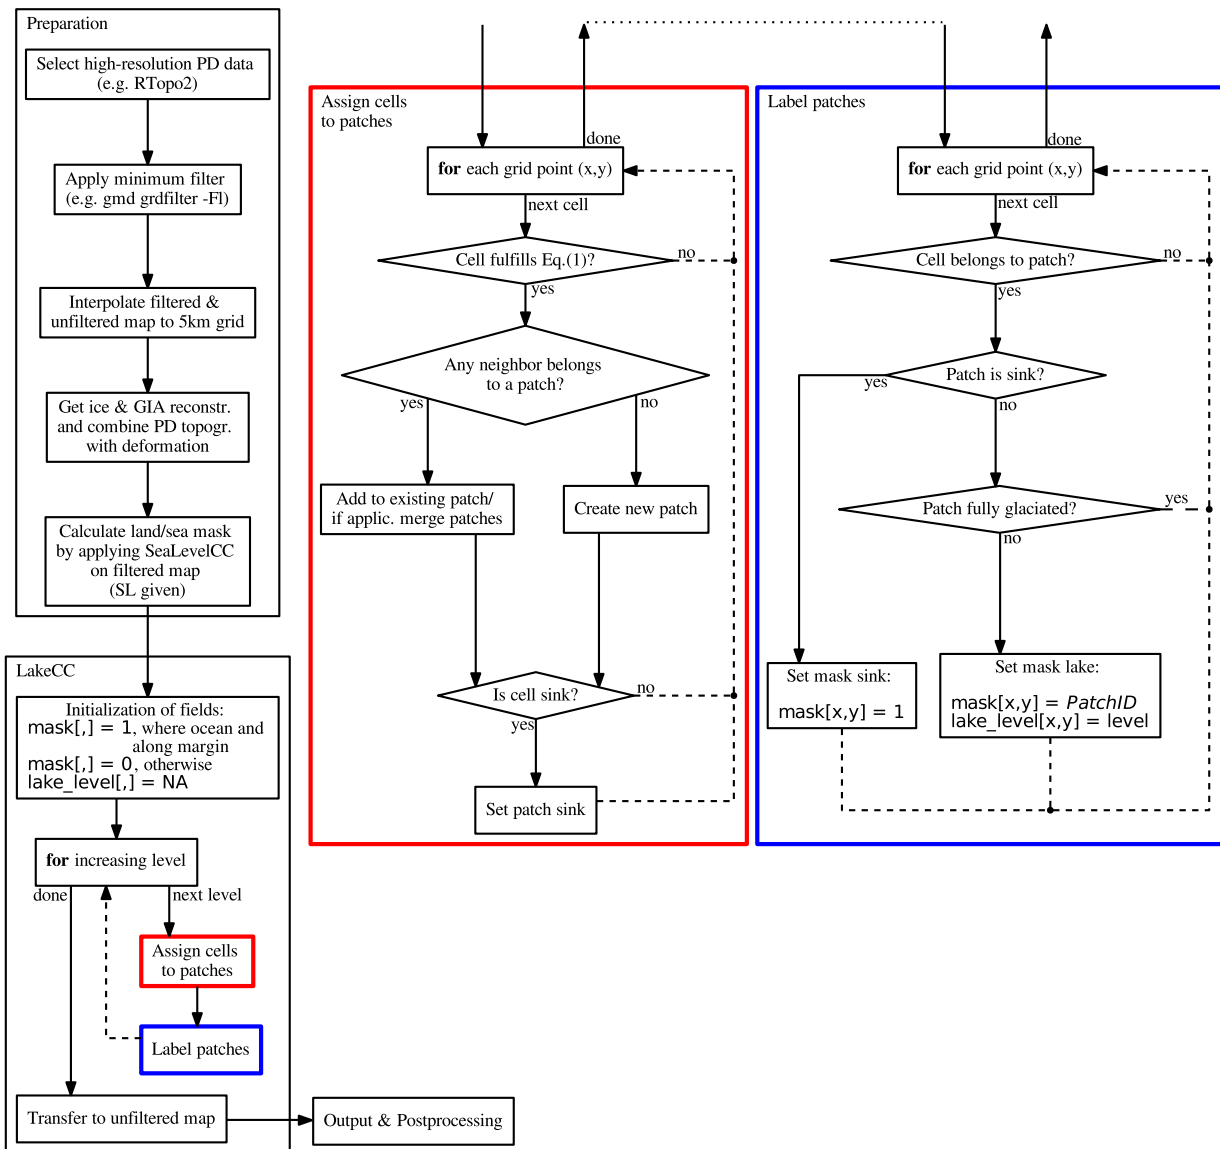 Preparation
Select high-resolution PD data
(e.g. RTopo2)
Apply minimum filter
(e.g. gmd grdfilter -Fl)
Interpolate filtered &
unfiltered map to 5km grid
Get ice & GIA reconstr.
and combine PD topogr.
with deformation
Calculate land/sea mask
by applying SeaLevelCC
on filtered map
(SL given)
LakeCC
Initialization of fields:
mask[,] = 1, where ocean and
along margin
mask[,] = 0, otherwise
lake_level[,] = NA
for increasing level
done
next level
Assign cells
to patches
Label patches
Transfer to unfiltered map
Output & Postprocessing
Assign cells
to patches
done
for each grid point (x,y)
next cell
Cell fulfills Eq.(1)?
no
yes
Any neighbor belongs
to a patch?
yes
no
Add to existing patch/
if applic. merge patches
Create new patch
Is cell sink?
no
yes
Set patch sink
Label patches
done
for each grid point (x,y)
next cell
Cell belongs to patch?
no
yes
Patch is sink?
yes
no
Patch fully glaciated?
yes
no
Set mask sink:
mask[x,y] = 1
Set mask lake:
mask[x,y] = PatchID
lake_level[x,y] = level